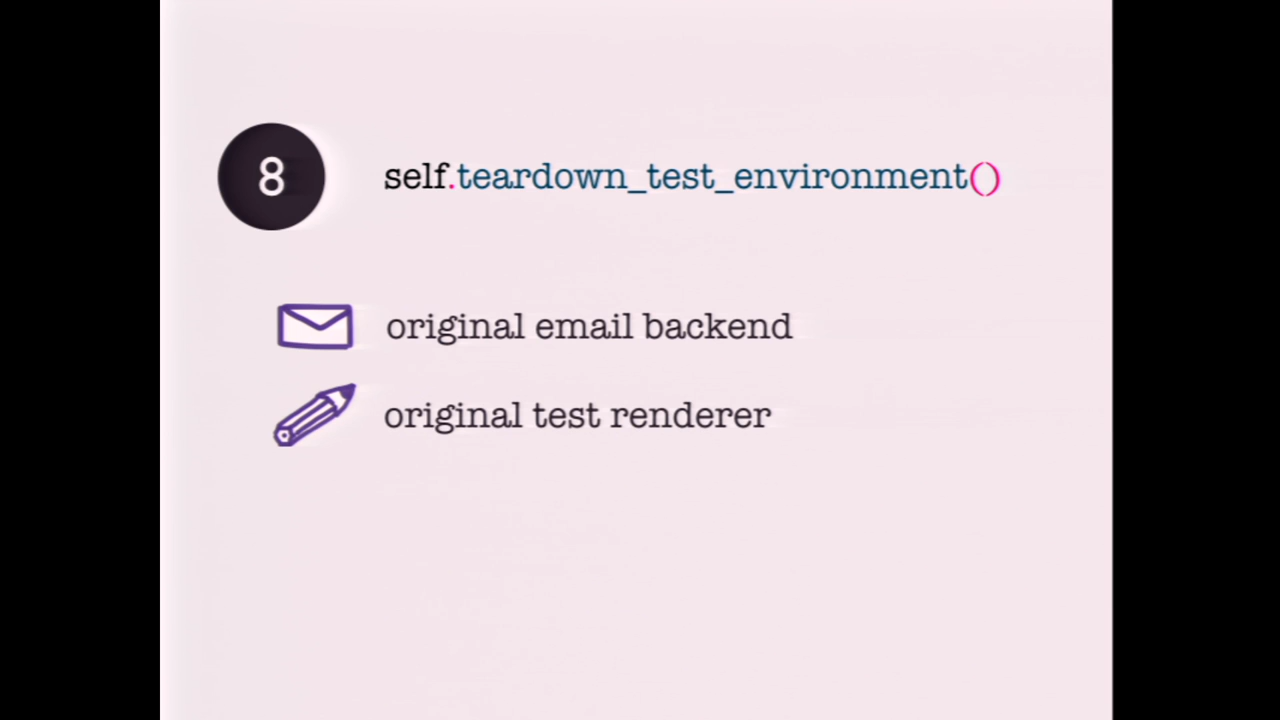 8 self.teardown_test_environment()
original email backend
original test renderer